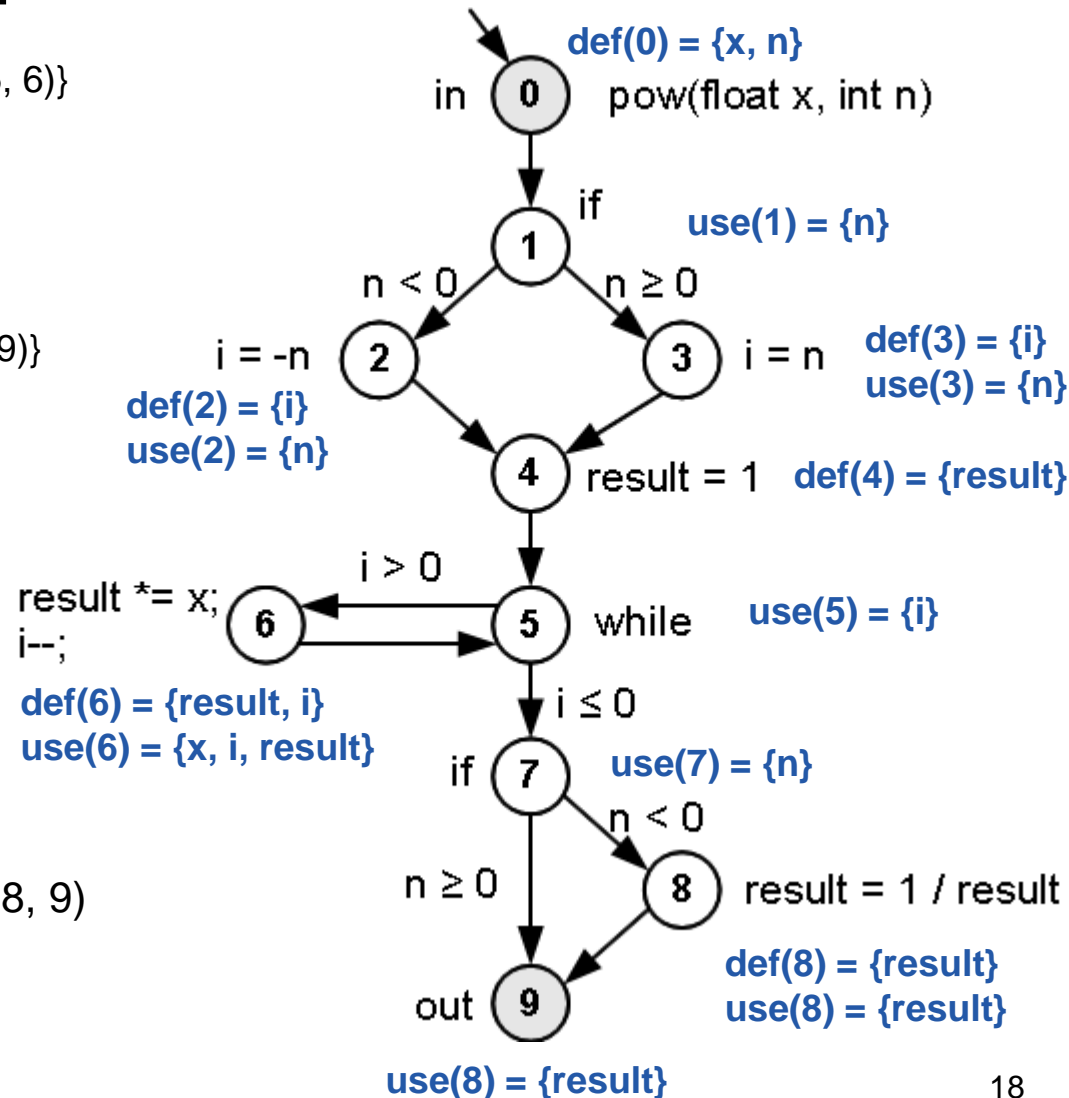 def(0) = {x, n}
, 6)}
in 0 pow(float x, int n)
if
use(1) = {n}
1
n < 0 n ≥ 0
9)}
i = -n 2 3 i = n
def(3) = {i}
use(3) = {n}
def(2) = {i}
use(2) = {n}
4 result = 1 def(4) = {result}
i > 0
result *= x;
i--;
6 5 while use(5) = {i}
def(6) = {result, i}
use(6) = {x, i, result}
i ≤ 0
if 7 use(7) = {n}
n < 0
n ≥ 0 8 result = 1 / result
8, 9)
def(8) = {result}
use(8) = {result}
out 9
use(8) = {result}
18